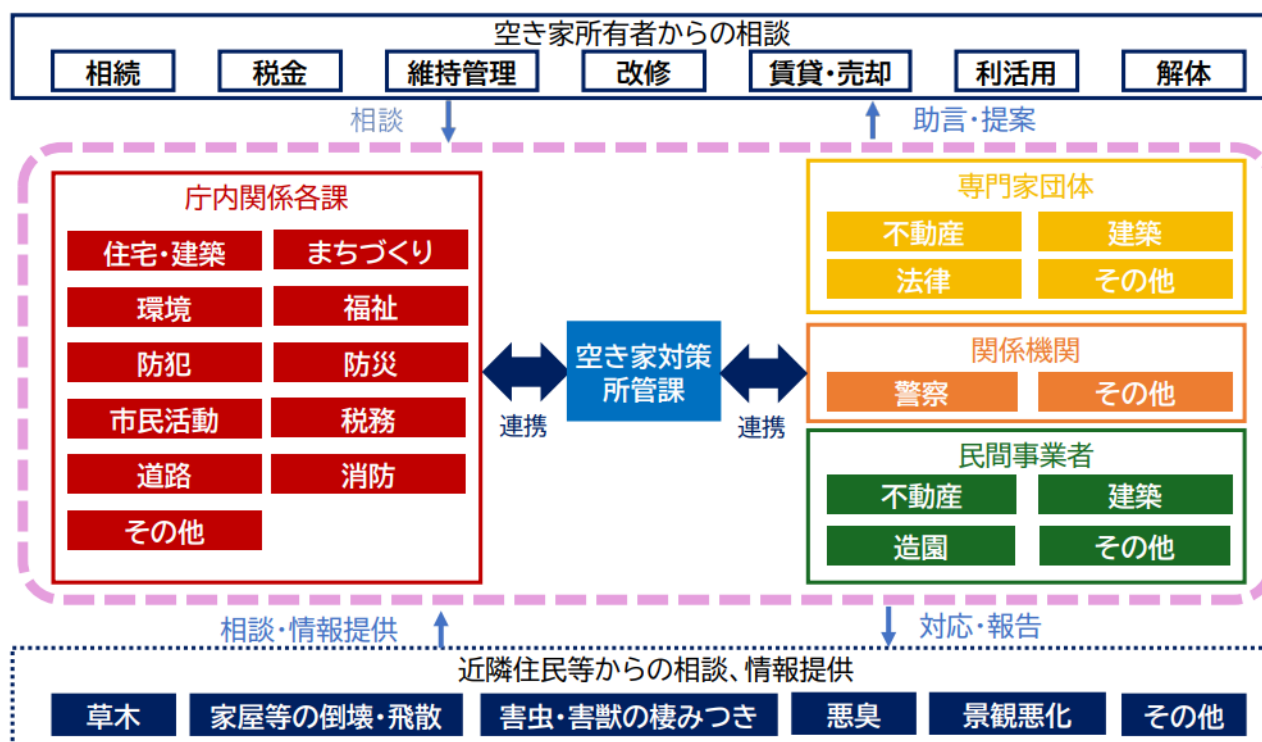 空き家所有者からの相談
相続 税金 維持管理 改修 賃貸・売却 利活用 解体
相談 助言・提案
庁内関係各課
住宅・建築 まちづくり
環境 福祉
防犯 防災
市民活動 税務
道路 消防
その他
連携
空き家対策
所管課
連携
専門家団体
不動産 建築
法律 その他
関係機関
警察 その他
民間事業者
不動産 建築
造園 その他
相談・情報提供 対応・報告
近隣住民等からの相談、情報提供
草木 家屋等の倒壊・飛散 害虫・害獣の棲みつき 悪臭 景観悪化 その他